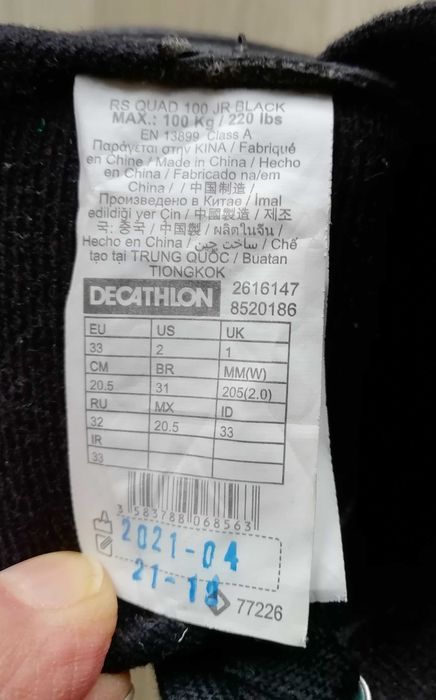 RS QUAD 100 JR BLACK
MAX.: 100 Kg / 220 lbs
EN 13899 Class A
Παράγεται στην KINA / Fabriqué
en Chine / Made in China / Hecho
en China / Fabricado na/em
China / / 中国制造 /
Произведено в Китае / Imal
edildiği yer Çin / 中國製造 / 제조
국: 중국 / 中国製 / ผลิตในจีน /
Hecho en China / ساخت چین / Chế
tạo tại TRUNG QUỐC / Buatan
TIONGKOK
DECATHLON 2616147
8520186
EU US UK
33 2 1
CM BR MM(W)
20.5 31 205(2.0)
RU MX ID
32 20.5 33
IR
33
3 583788 068563
2021-04
21-18
77226